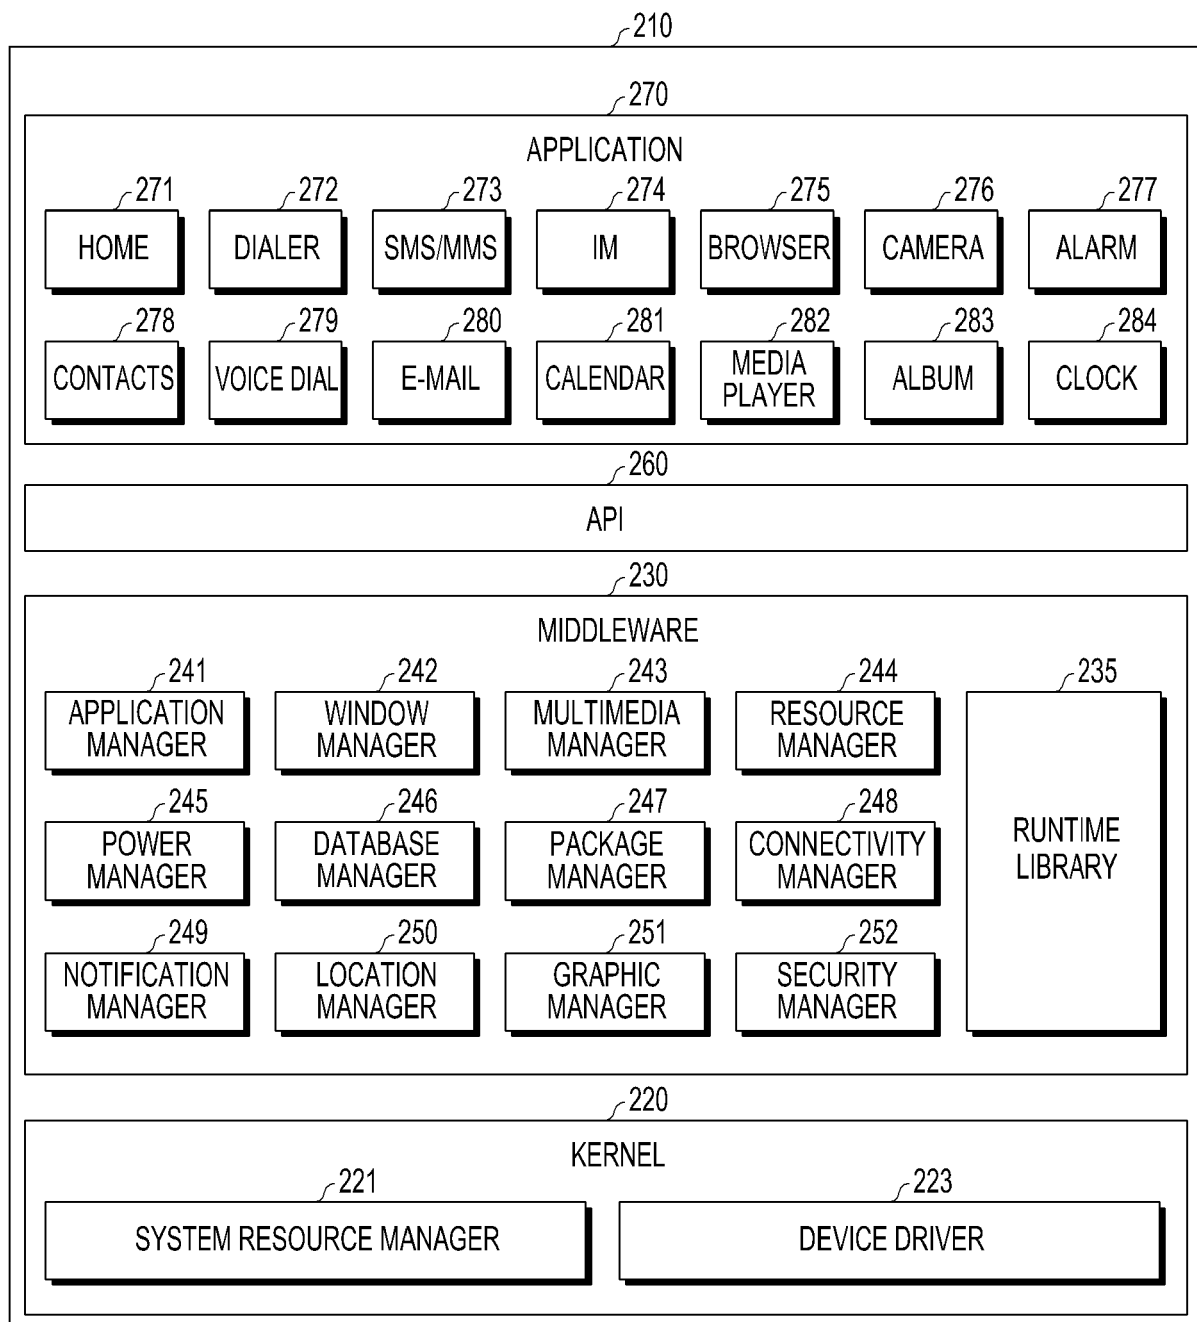 210
270
APPLICATION
271 272 273 274 275 276 277
HOME DIALER SMS/MMS IM BROWSER CAMERA ALARM
278 279 280 281 282 283 284
CONTACTS VOICE DIAL E-MAIL CALENDAR MEDIA PLAYER ALBUM CLOCK
260
API
230
MIDDLEWARE
241 242 243 244 235
APPLICATION MANAGER
WINDOW MANAGER
MULTIMEDIA MANAGER
RESOURCE MANAGER
RUNTIME LIBRARY
245 246 247 248
POWER MANAGER
DATABASE MANAGER
PACKAGE MANAGER
CONNECTIVITY MANAGER
249 250 251 252
NOTIFICATION MANAGER
LOCATION MANAGER
GRAPHIC MANAGER
SECURITY MANAGER
220
KERNEL
221 223
SYSTEM RESOURCE MANAGER DEVICE DRIVER